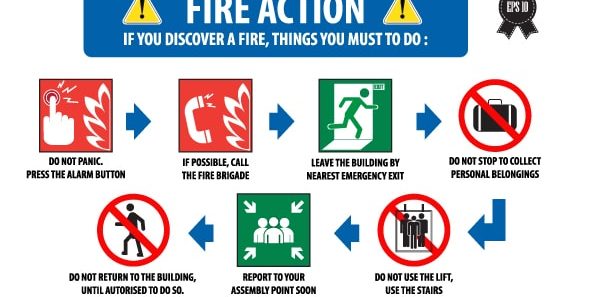 FIRE ACTION
IF YOU DISCOVER A FIRE, THINGS YOU MUST TO DO :
EPS 10
EXIT
DO NOT PANIC.
PRESS THE ALARM BUTTON
IF POSSIBLE, CALL
THE FIRE BRIGADE
LEAVE THE BUILDING BY
NEAREST EMERGENCY EXIT
DO NOT STOP TO COLLECT
PERSONAL BELONGINGS
DO NOT RETURN TO THE BUILDING,
UNTIL AUTORISED TO DO SO.
REPORT TO YOUR
ASSEMBLY POINT SOON
DO NOT USE THE LIFT,
USE THE STAIRS